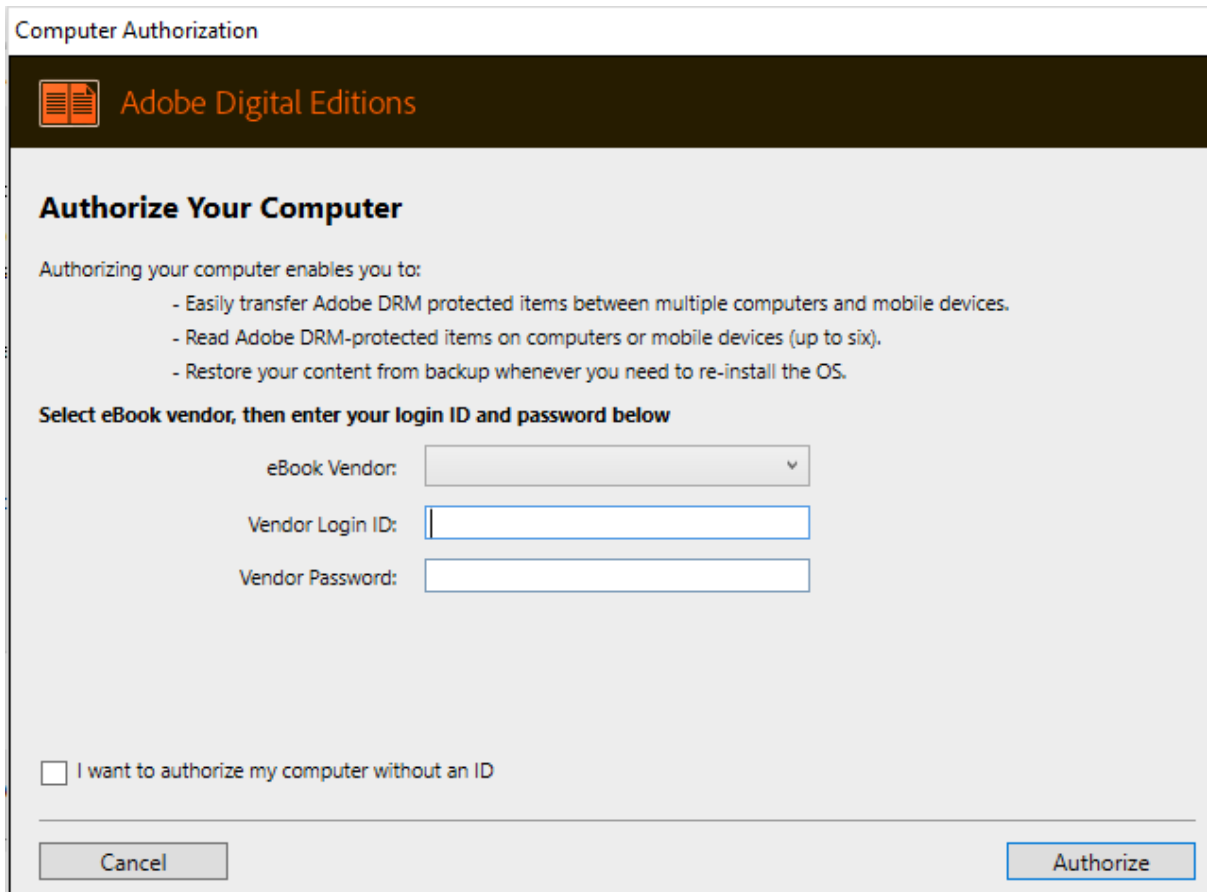 Computer Authorization
Adobe Digital Editions
Authorize Your Computer
Authorizing your computer enables you to:
- Easily transfer Adobe DRM protected items between multiple computers and mobile devices.
- Read Adobe DRM-protected items on computers or mobile devices (up to six).
- Restore your content from backup whenever you need to re-install the OS.
Select eBook vendor, then enter your login ID and password below
eBook Vendor:
Vendor Login ID:
Vendor Password:
I want to authorize my computer without an ID
Cancel
Authorize